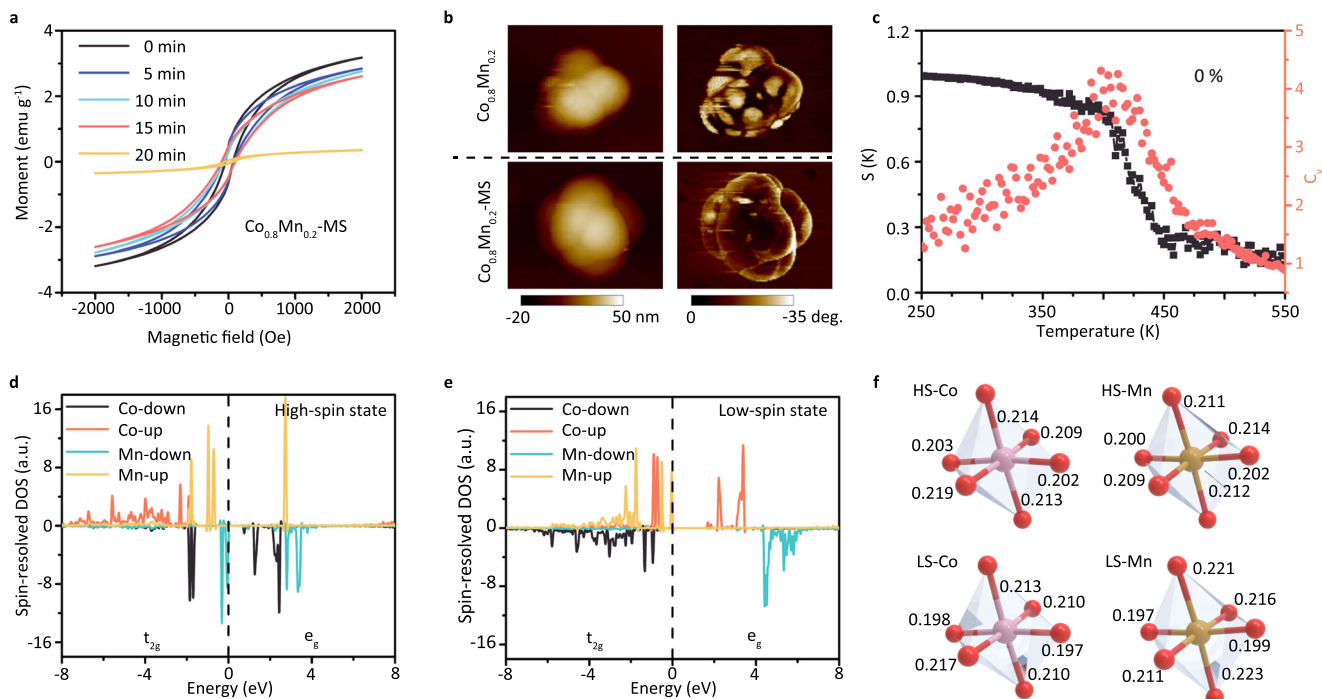 a
4
2
0
-2
-4
Moment (emu g⁻¹)
0 min
5 min
10 min
15 min
20 min
Co₀.₈Mn₀.₂-MS
-2000 -1000 0 1000 2000
Magnetic field (Oe)
b
Co₀.₈Mn₀.₂
Co₀.₈Mn₀.₂-MS
-20 50 nm
0 -35 deg.
c
1.2
0.9
0.6
0.3
0.0
S (K)
0 %
5
4
3
2
1
Cᵥ
250 350 450 550
Temperature (K)
d
16
8
0
-8
-16
Spin-resolved DOS (a.u.)
Co-down
Co-up
Mn-down
Mn-up
High-spin state
t₂g
e_g
-8 -4 0 4 8
Energy (eV)
e
16
8
0
-8
-16
Spin-resolved DOS (a.u.)
Co-down
Co-up
Mn-down
Mn-up
Low-spin state
t₂g
e_g
-8 -4 0 4 8
Energy (eV)
f
HS-Co
0.214
0.209
0.203
0.202
0.219
0.213
HS-Mn
0.211
0.214
0.200
0.202
0.209
0.212
LS-Co
0.213
0.210
0.198
0.197
0.217
0.210
LS-Mn
0.221
0.216
0.197
0.199
0.211
0.223